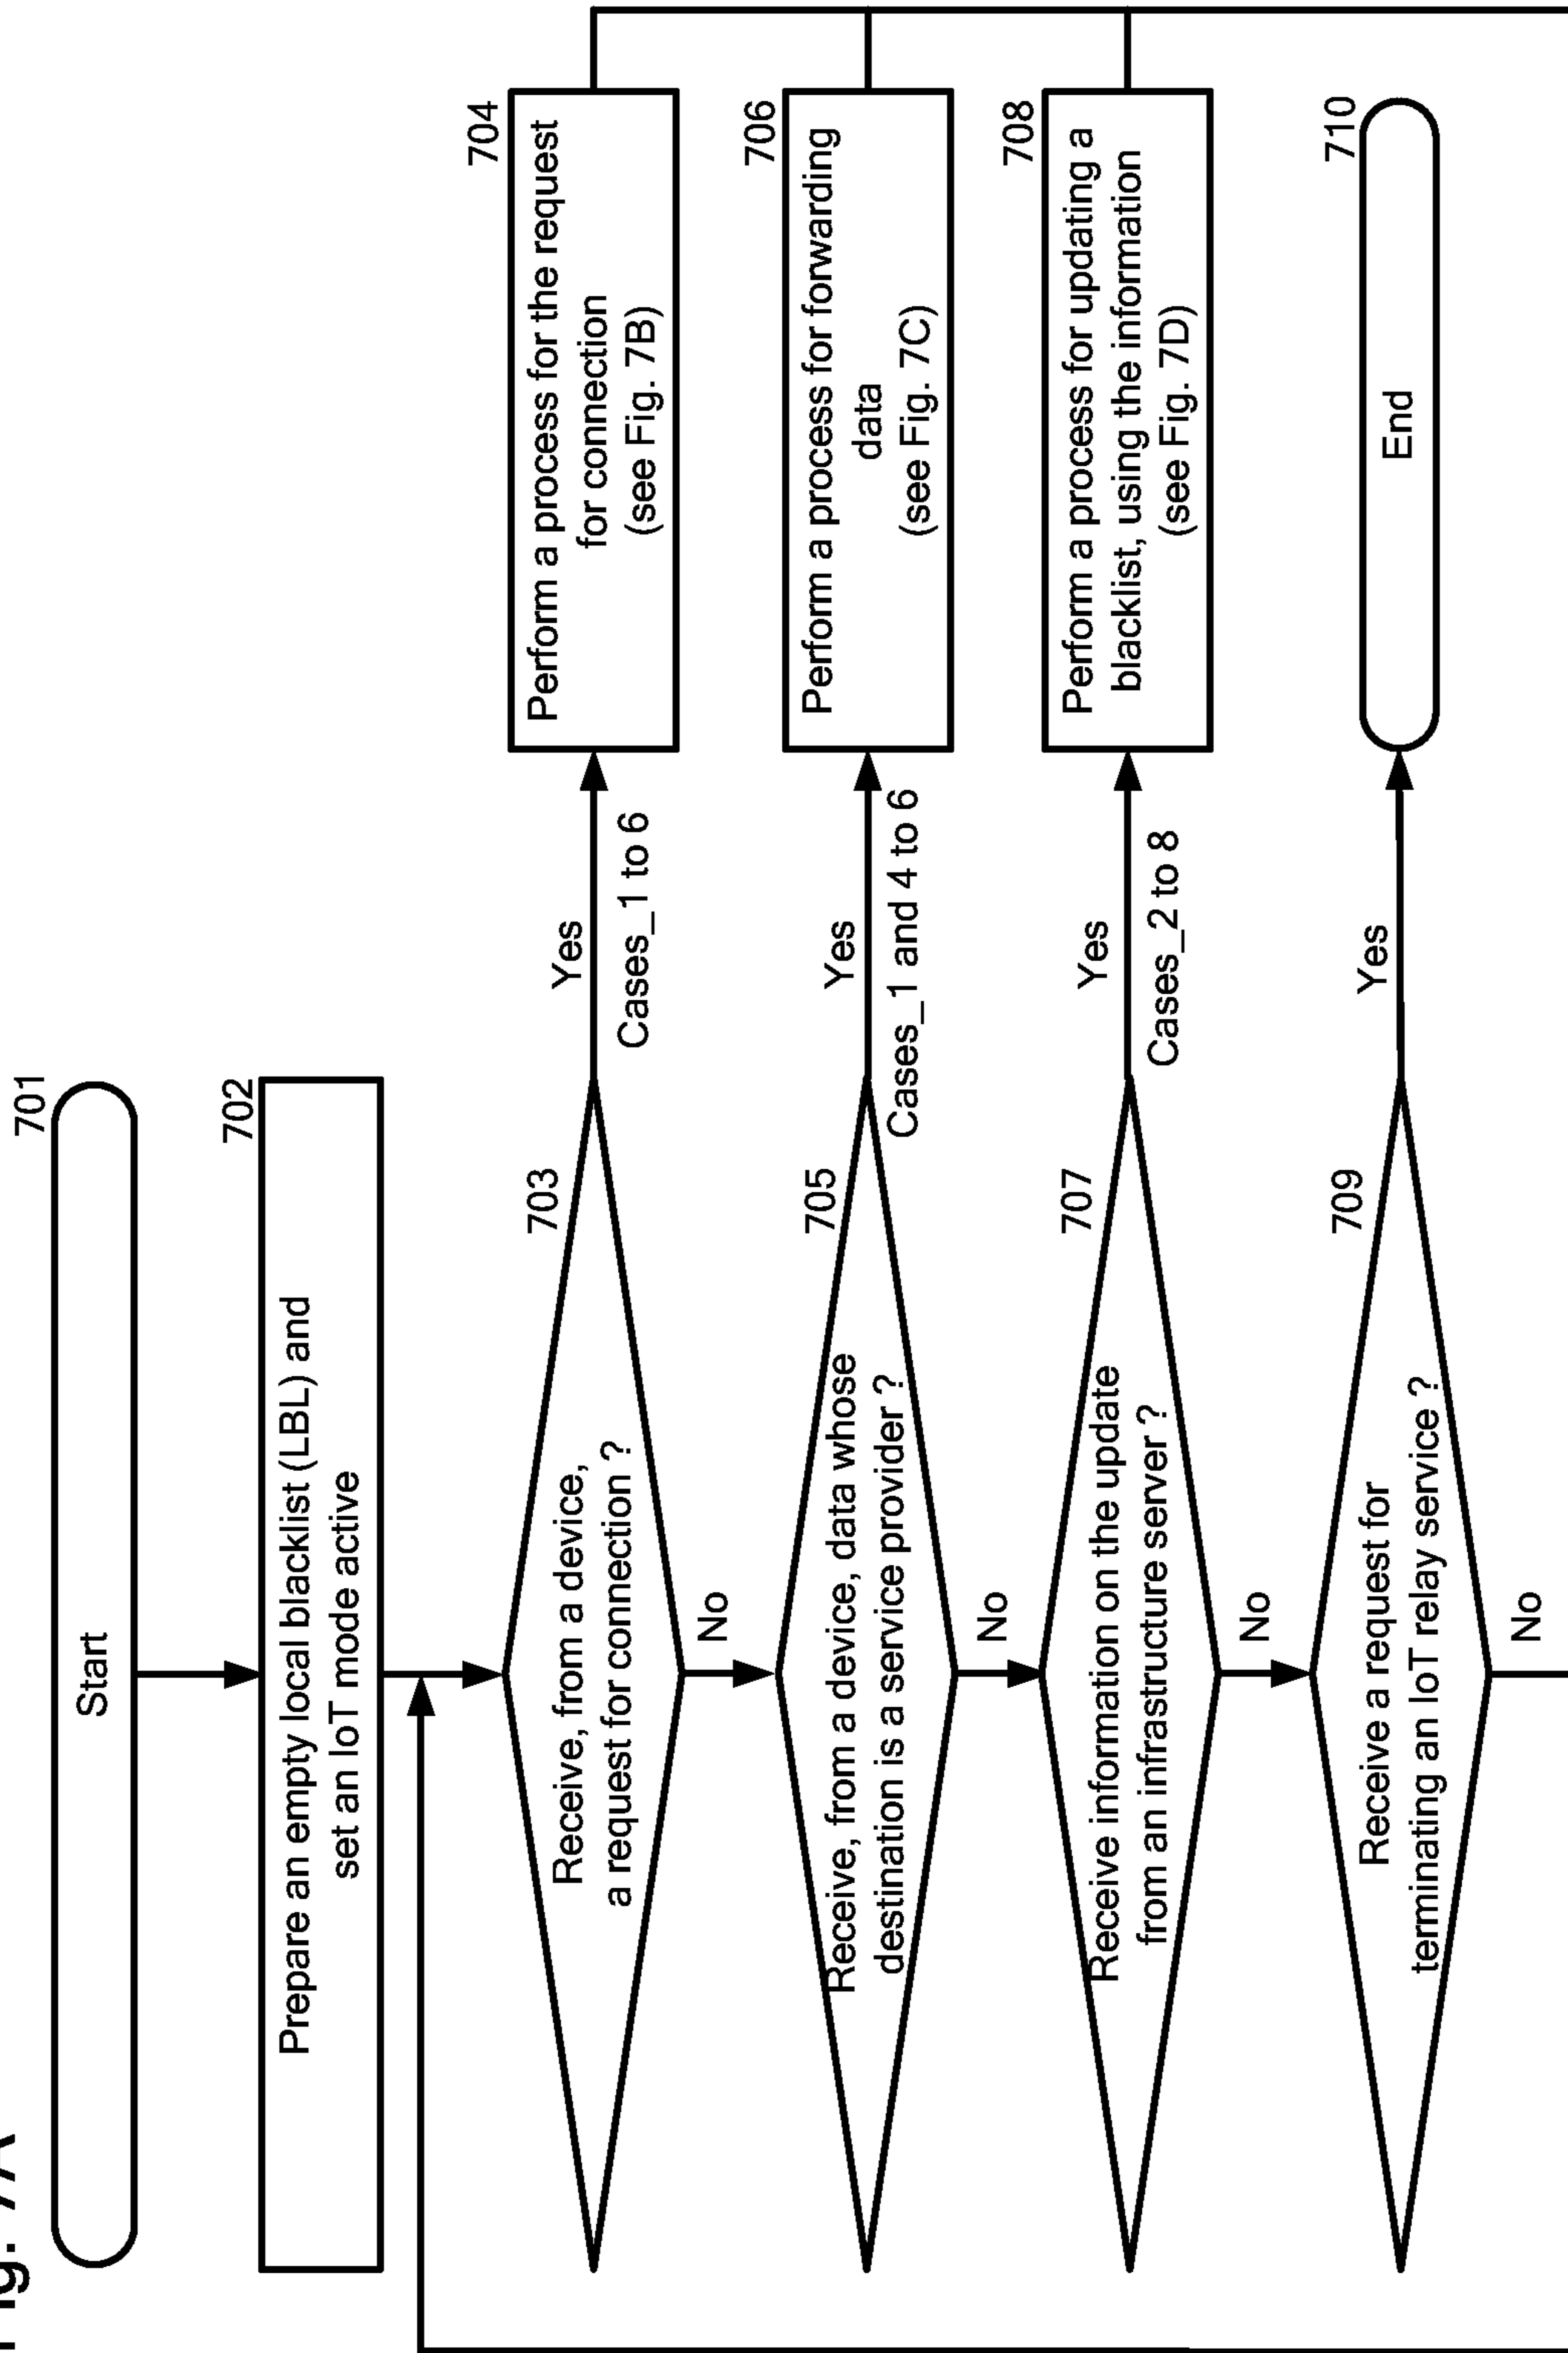 Fig. 7A
701
Start
702
Prepare an empty local blacklist (LBL) and
set an IoT mode active
703
Receive, from a device,
a request for connection ?
Yes
Cases_1 to 6
704
Perform a process for the request
for connection
(see Fig. 7B)
No
705
Receive, from a device, data whose
destination is a service provider ?
Yes
Cases_1 and 4 to 6
706
Perform a process for forwarding
data
(see Fig. 7C)
No
707
Receive information on the update
from an infrastructure server ?
Yes
Cases_2 to 8
708
Perform a process for updating a
blacklist, using the information
(see Fig. 7D)
No
709
Receive a request for
terminating an IoT relay service ?
Yes
710
End
No